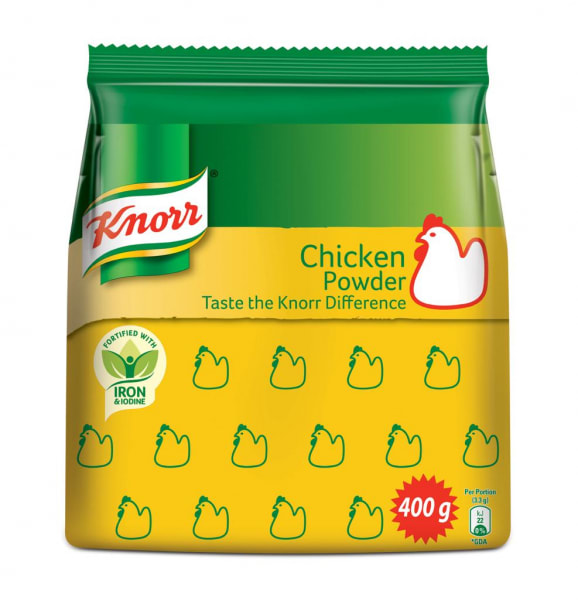 Knorr
®
Chicken
Powder
Taste the Knorr Difference
FORTIFIED WITH
IRON
& IODINE
400 g
Per Portion
(3.3 g)
kJ
22
0%
*GDA